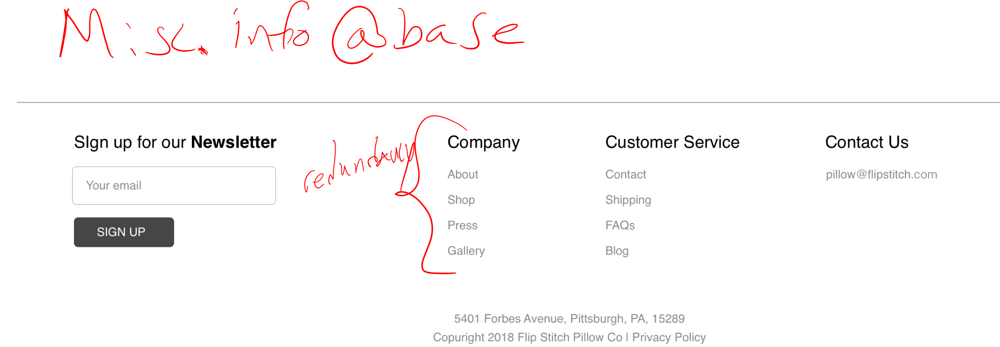 Misc. info @ base
SIgn up for our Newsletter
Your email
SIGN UP
redundancy
Company
About
Shop
Press
Gallery
Customer Service
Contact
Shipping
FAQs
Blog
Contact Us
pillow@flipstitch.com
5401 Forbes Avenue, Pittsburgh, PA, 15289
Copuright 2018 Flip Stitch Pillow Co | Privacy Policy